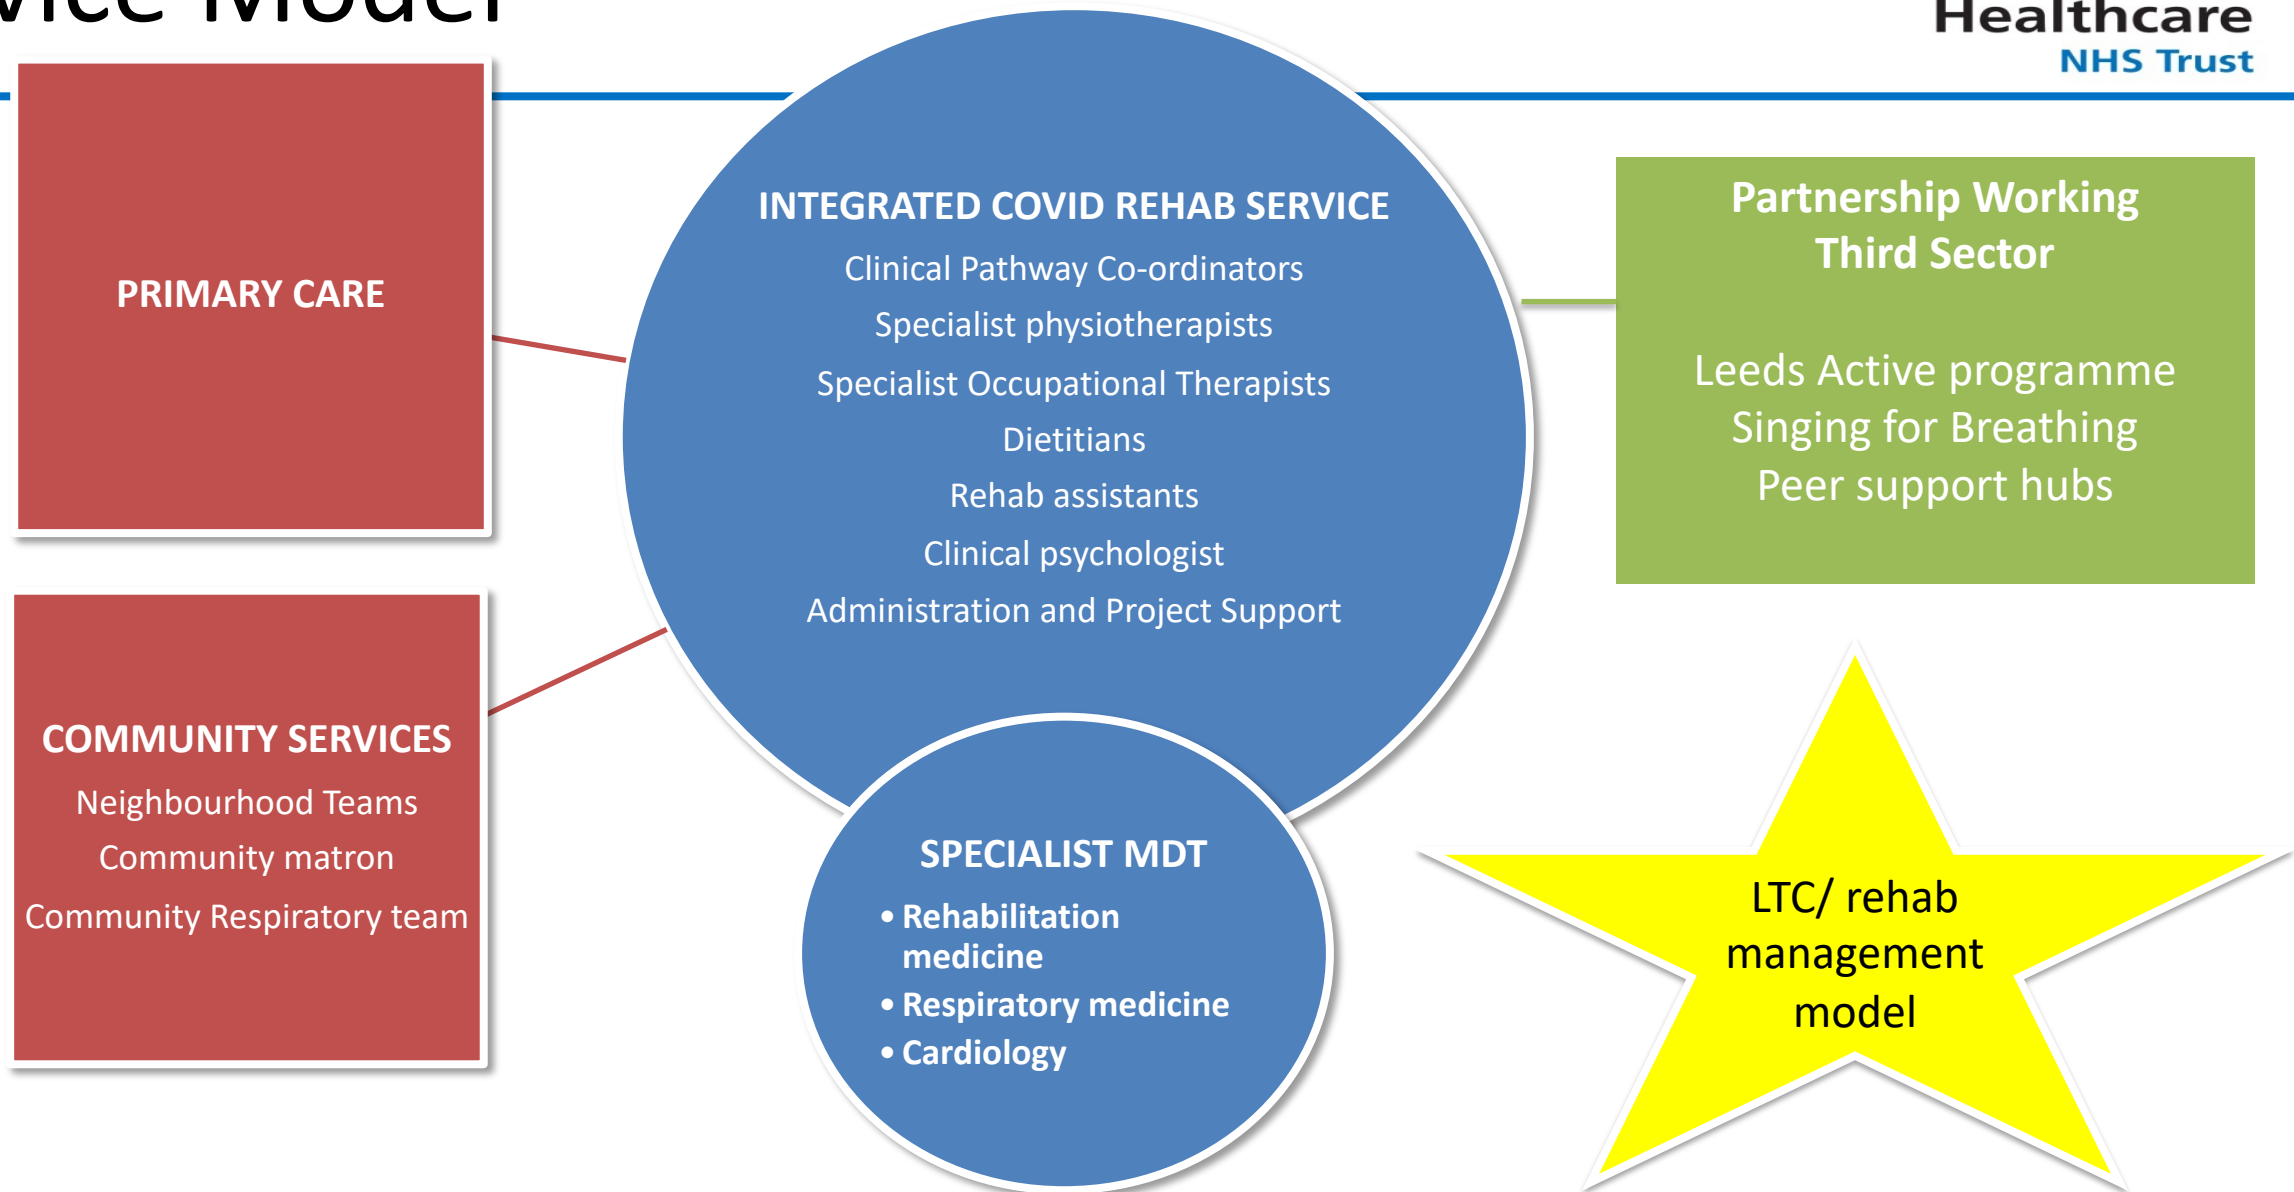 Model
Healthcare
NHS Trust
PRIMARY CARE
COMMUNITY SERVICES
Neighbourhood Teams
Community matron
Community Respiratory team
INTEGRATED COVID REHAB SERVICE
Clinical Pathway Co-ordinators
Specialist physiotherapists
Specialist Occupational Therapists
Dietitians
Rehab assistants
Clinical psychologist
Administration and Project Support
SPECIALIST MDT
• Rehabilitation
medicine
• Respiratory medicine
• Cardiology
Partnership Working
Third Sector
Leeds Active programme
Singing for Breathing
Peer support hubs
LTC/ rehab
management
model